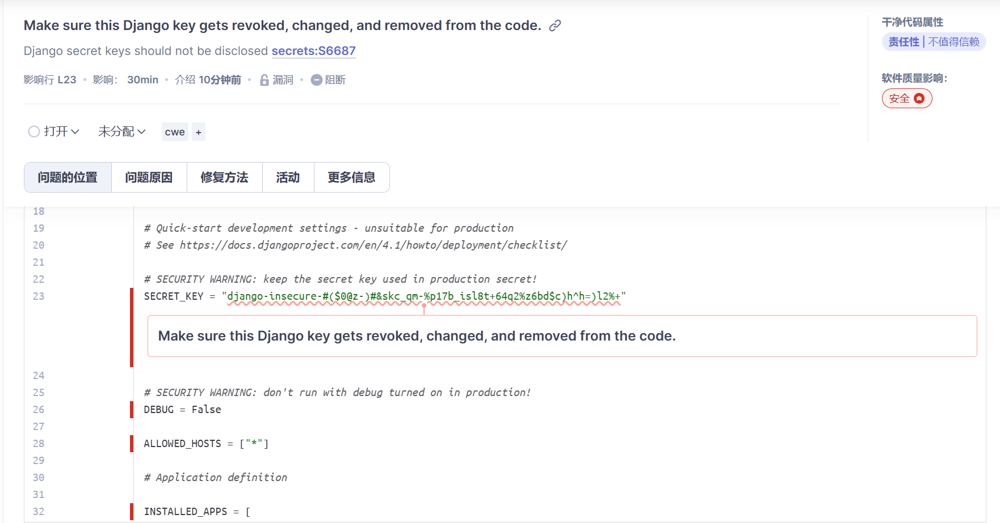 Make sure this Django key gets revoked, changed, and removed from the code.
Django secret keys should not be disclosed secrets:S6687
影响行 L23 • 影响： 30min • 介绍 10分钟前 • 漏洞 • 阻断
干净代码属性
责任性 | 不值得信赖
软件质量影响：
安全
打开 未分配 cwe +
问题的位置 问题原因 修复方法 活动 更多信息
18
19 # Quick-start development settings - unsuitable for production
20 # See https://docs.djangoproject.com/en/4.1/howto/deployment/checklist/
21
22 # SECURITY WARNING: keep the secret key used in production secret!
23 SECRET_KEY = "django-insecure-#($0@z-)#&skc_qm-%p17b_isl8t+64q2%z6bd$c)h^h=)l2%+"
Make sure this Django key gets revoked, changed, and removed from the code.
24
25 # SECURITY WARNING: don't run with debug turned on in production!
26 DEBUG = False
27
28 ALLOWED_HOSTS = ["*"]
29
30 # Application definition
31
32 INSTALLED_APPS = [